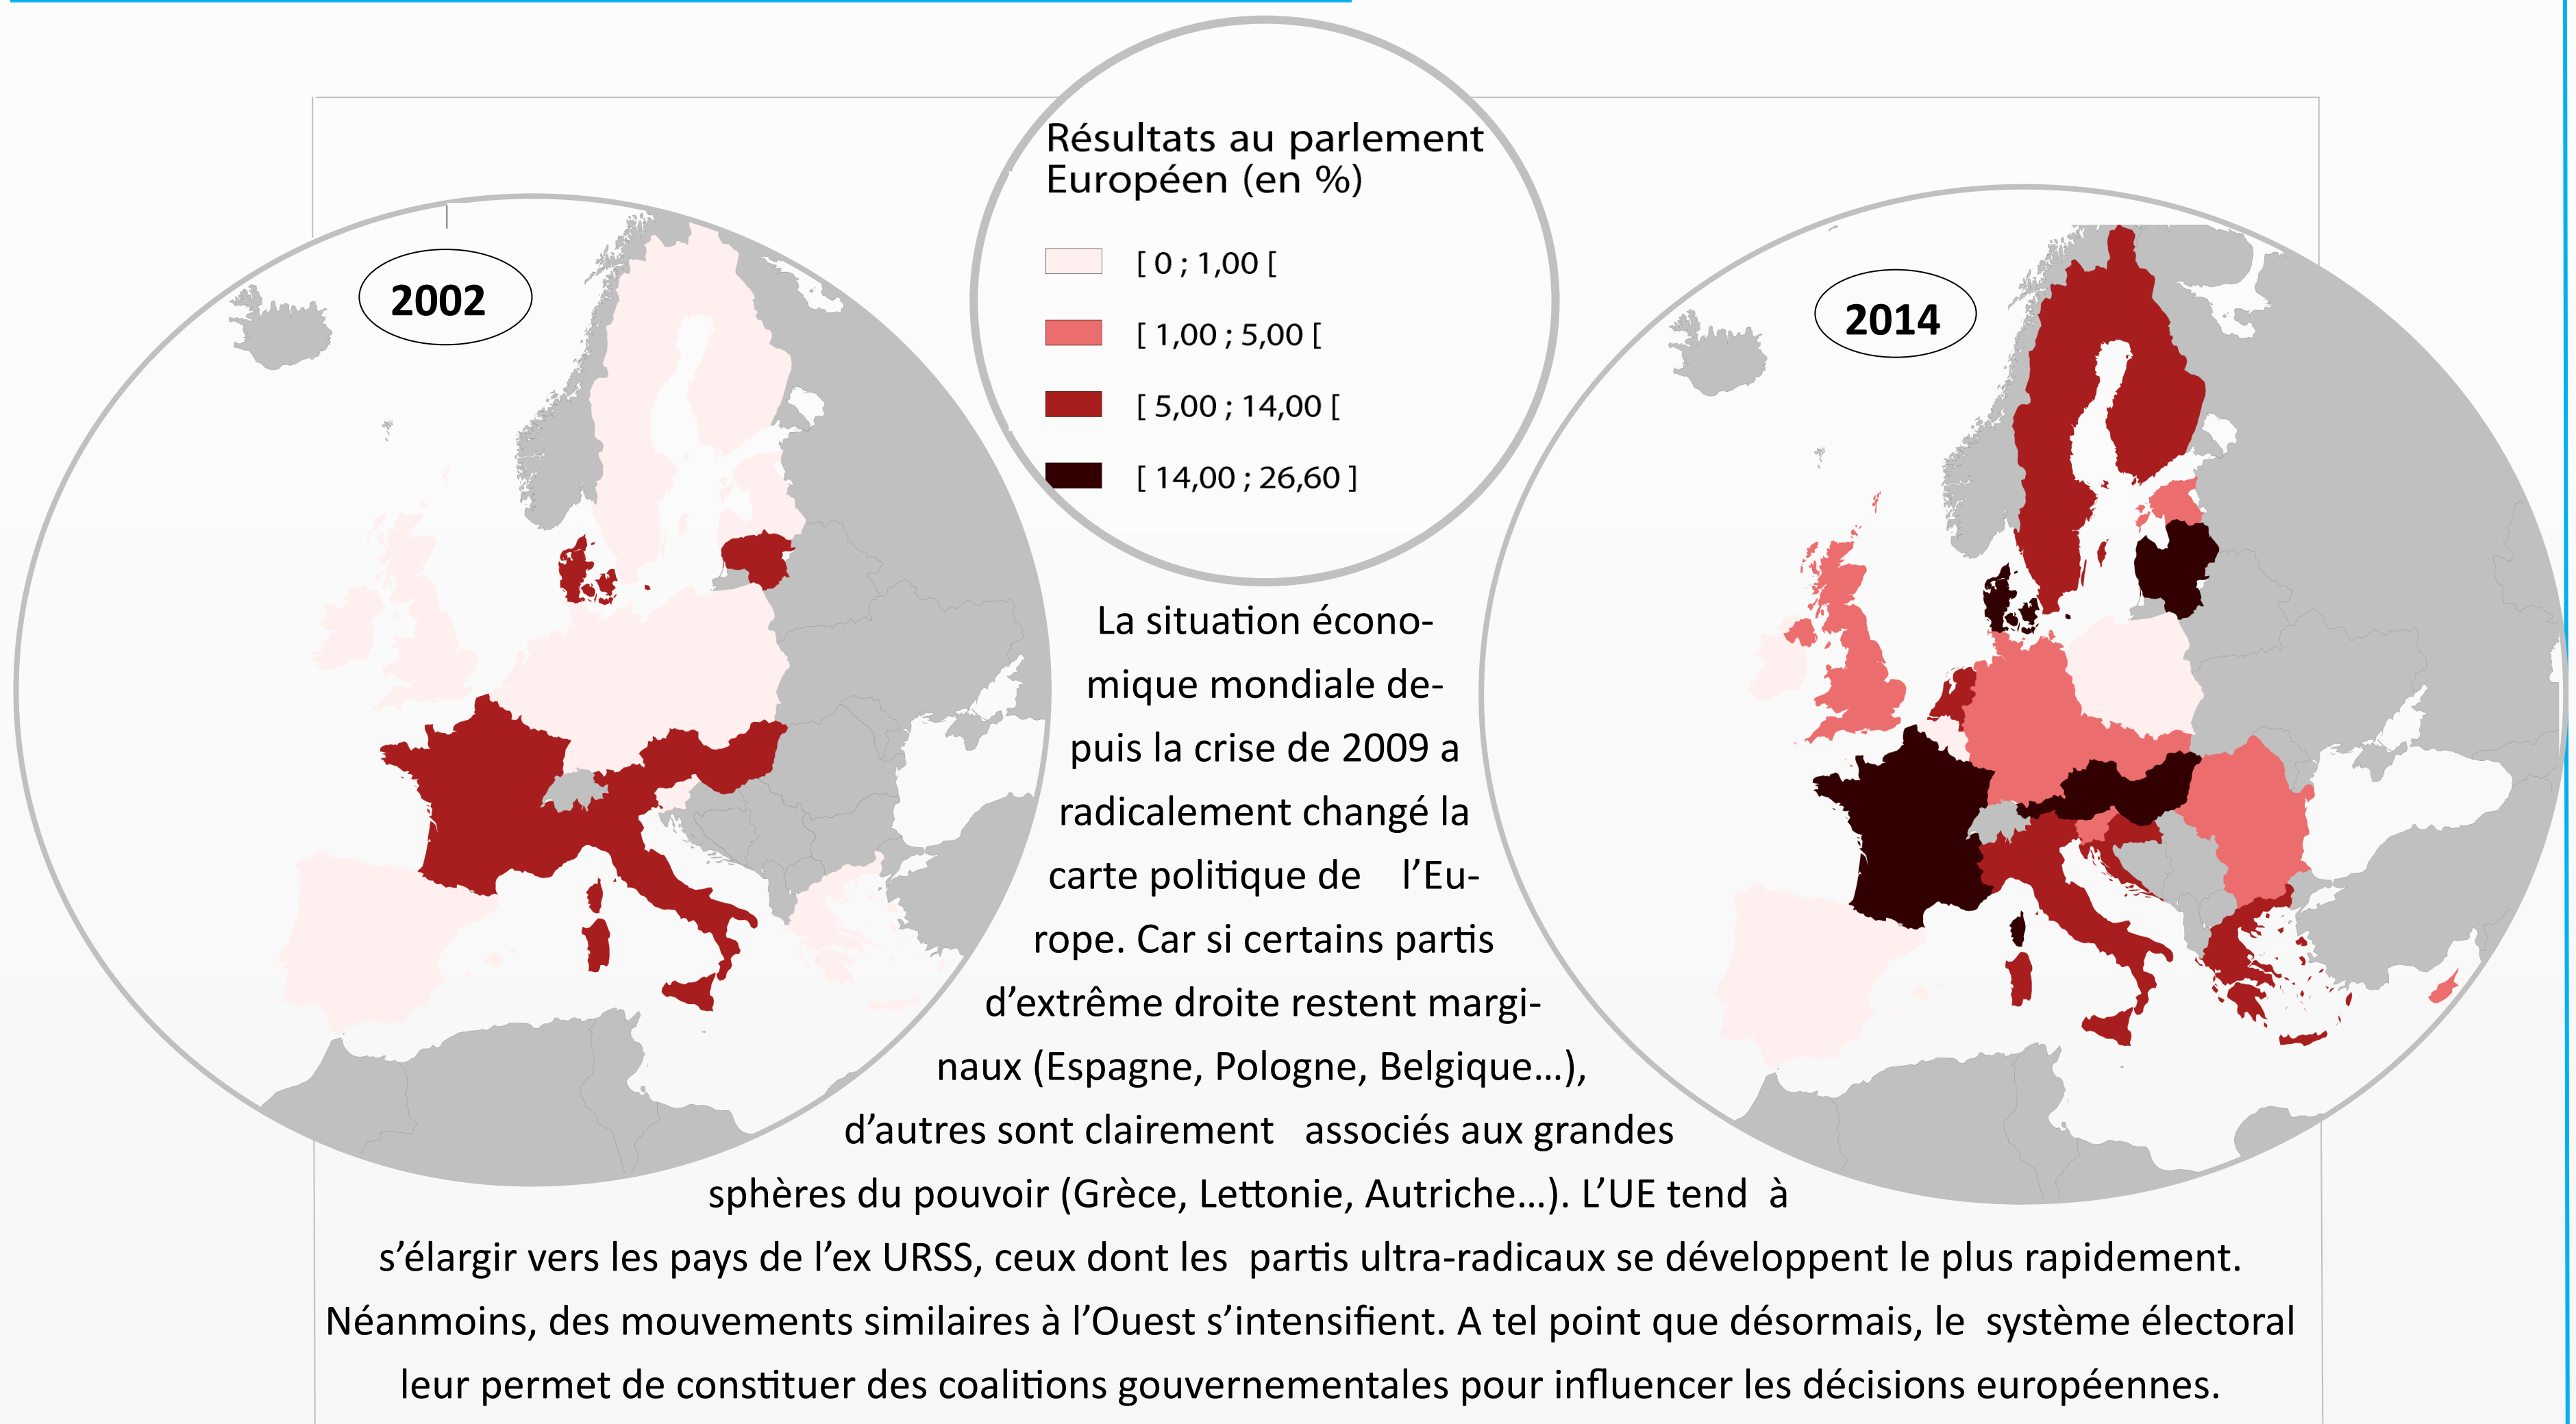 Résultats au parlement
Européen (en %)
[ 0 ; 1,00 [
[ 1,00 ; 5,00 [
[ 5,00 ; 14,00 [
[ 14,00 ; 26,60 ]
2002
2014
La situation écono-
mique mondiale de-
puis la crise de 2009 a
radicalement changé la
carte politique de l’Eu-
rope. Car si certains partis
d’extrême droite restent margi-
naux (Espagne, Pologne, Belgique…),
d’autres sont clairement associés aux grandes
sphères du pouvoir (Grèce, Lettonie, Autriche…). L’UE tend à
s’élargir vers les pays de l’ex URSS, ceux dont les partis ultra-radicaux se développent le plus rapidement.
Néanmoins, des mouvements similaires à l’Ouest s’intensifient. A tel point que désormais, le système électoral
leur permet de constituer des coalitions gouvernementales pour influencer les décisions européennes.